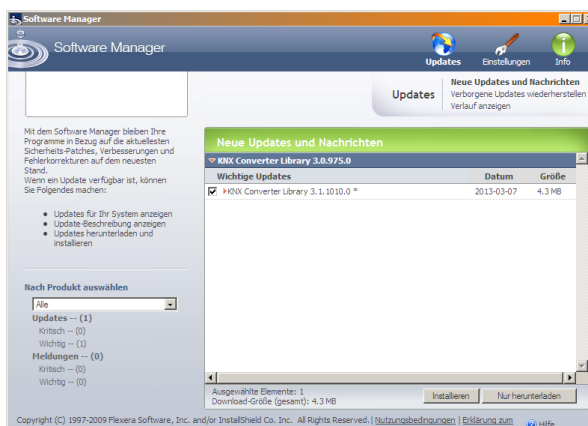 Software Manager
Software Manager
Updates
Einstellungen
Info
Updates
Neue Updates und Nachrichten
Verborgene Updates wiederherstellen
Verlauf anzeigen
Mit dem Software Manager bleiben Ihre
Programme in Bezug auf die aktuellesten
Sicherheits-Patches, Verbesserungen und
Fehlerkorrekturen auf dem neuesten
Stand.
Wenn ein Update verfügbar ist, können
Sie Folgendes machen:
Updates für Ihr System anzeigen
Update-Beschreibung anzeigen
Updates herunterladen und
installieren
Nach Produkt auswählen
Alle
Updates -- (1)
Kritisch -- (0)
Wichtig -- (1)
Meldungen -- (0)
Kritisch -- (0)
Wichtig -- (0)
Neue Updates und Nachrichten
KNX Converter Library 3.0.975.0
Wichtige Updates Datum Größe
KNX Converter Library 3.1.1010.0 * 2013-03-07 4.3 MB
Ausgewählte Elemente: 1
Download-Größe (gesamt): 4.3 MB
Installieren
Nur herunterladen
Copyright (C) 1997-2009 Flexera Software, Inc. and/or InstallShield Co. Inc. All Rights Reserved. | Nutzungsbedingungen | Erklärung zum
Hilfe